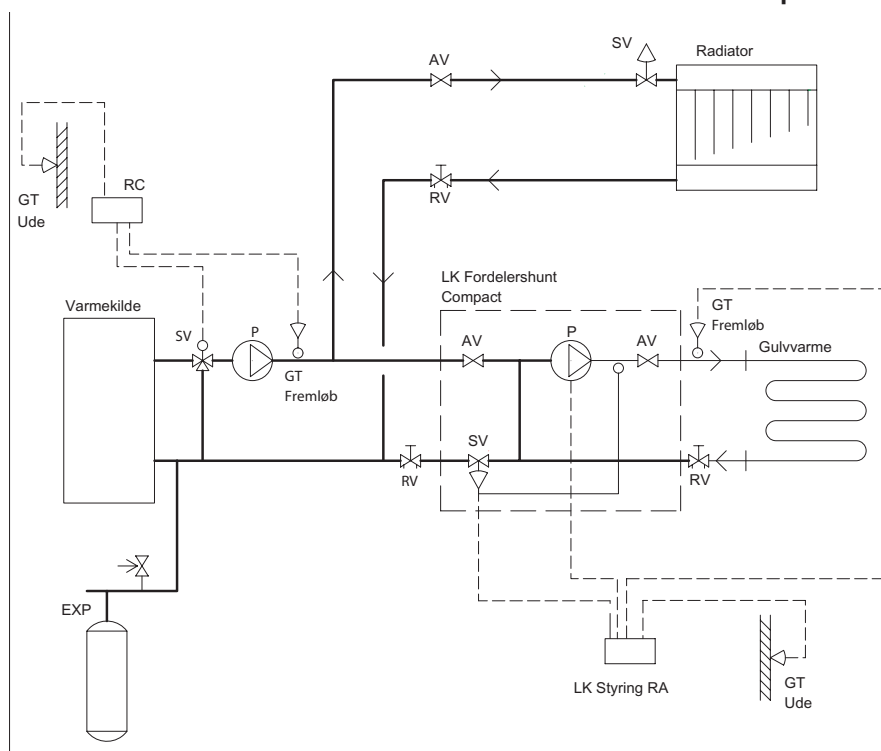 SV
Radiator
AV
RC
GT
Ude
RV
LK Fordelershunt
Compact
GT
Fremløb
Varmekilde
SV
P
P
AV
AV
Gulvvarme
GT
Fremløb
SV
RV
RV
EXP
LK Styring RA
GT
Ude